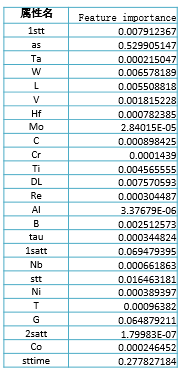 属性名 Feature importance
1stt 0.007912367
as 0.529905147
Ta 0.000215047
W 0.006578189
L 0.005508818
V 0.001815228
Hf 0.000782385
Mo 2.84015E-05
C 0.000898425
Cr 0.0001439
Ti 0.004565555
DL 0.007570593
Re 0.000304487
Al 3.37679E-06
B 0.002512573
tau 0.000344824
1satt 0.069479395
Nb 0.000661863
stt 0.016463181
Ni 0.000389397
T 0.00096382
G 0.064879211
2satt 1.79983E-07
Co 0.000246452
sttime 0.277827184